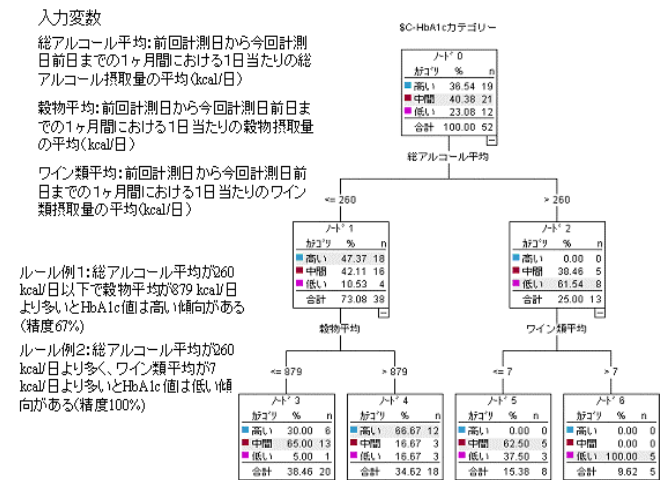 入力変数
総アルコール平均:前回計測日から今回計測
日前日までの1ヶ月間における1日当たりの総
アルコール摂取量の平均(kcal/日)
穀物平均:前回計測日から今回計測日前日ま
での1ヶ月間における1日当たりの穀物摂取量
の平均(kcal/日)
ワイン類平均:前回計測日から今回計測日前
日までの1ヶ月間における1日当たりのワイン
類摂取量の平均(kcal/日)
ルール例1:総アルコール平均が260
kcal/日以下で穀物平均が879 kcal/日
より多いとHbA1c値は高い傾向がある
(精度67%)
ルール例2:総アルコール平均が260
kcal/日より多く、ワイン類平均が7
kcal/日より多いとHbA1c値は低い傾
向がある(精度100%)
$C-HbA1cカテゴリー
ノード 0
カテゴリ % n
高い 36.54 19
中間 40.38 21
低い 23.08 12
合計 100.00 52
総アルコール平均
<= 260
> 260
ノード 1
カテゴリ % n
高い 47.37 18
中間 42.11 16
低い 10.53 4
合計 73.08 38
穀物平均
ノード 2
カテゴリ % n
高い 0.00 0
中間 38.46 5
低い 61.54 8
合計 25.00 13
ワイン類平均
<= 879
> 879
<= 7
> 7
ノード 3
カテゴリ % n
高い 30.00 6
中間 65.00 13
低い 5.00 1
合計 38.46 20
ノード 4
カテゴリ % n
高い 66.67 12
中間 16.67 3
低い 16.67 3
合計 34.62 18
ノード 5
カテゴリ % n
高い 0.00 0
中間 62.50 5
低い 37.50 3
合計 15.38 8
ノード 6
カテゴリ % n
高い 0.00 0
中間 0.00 0
低い 100.00 5
合計 9.62 5